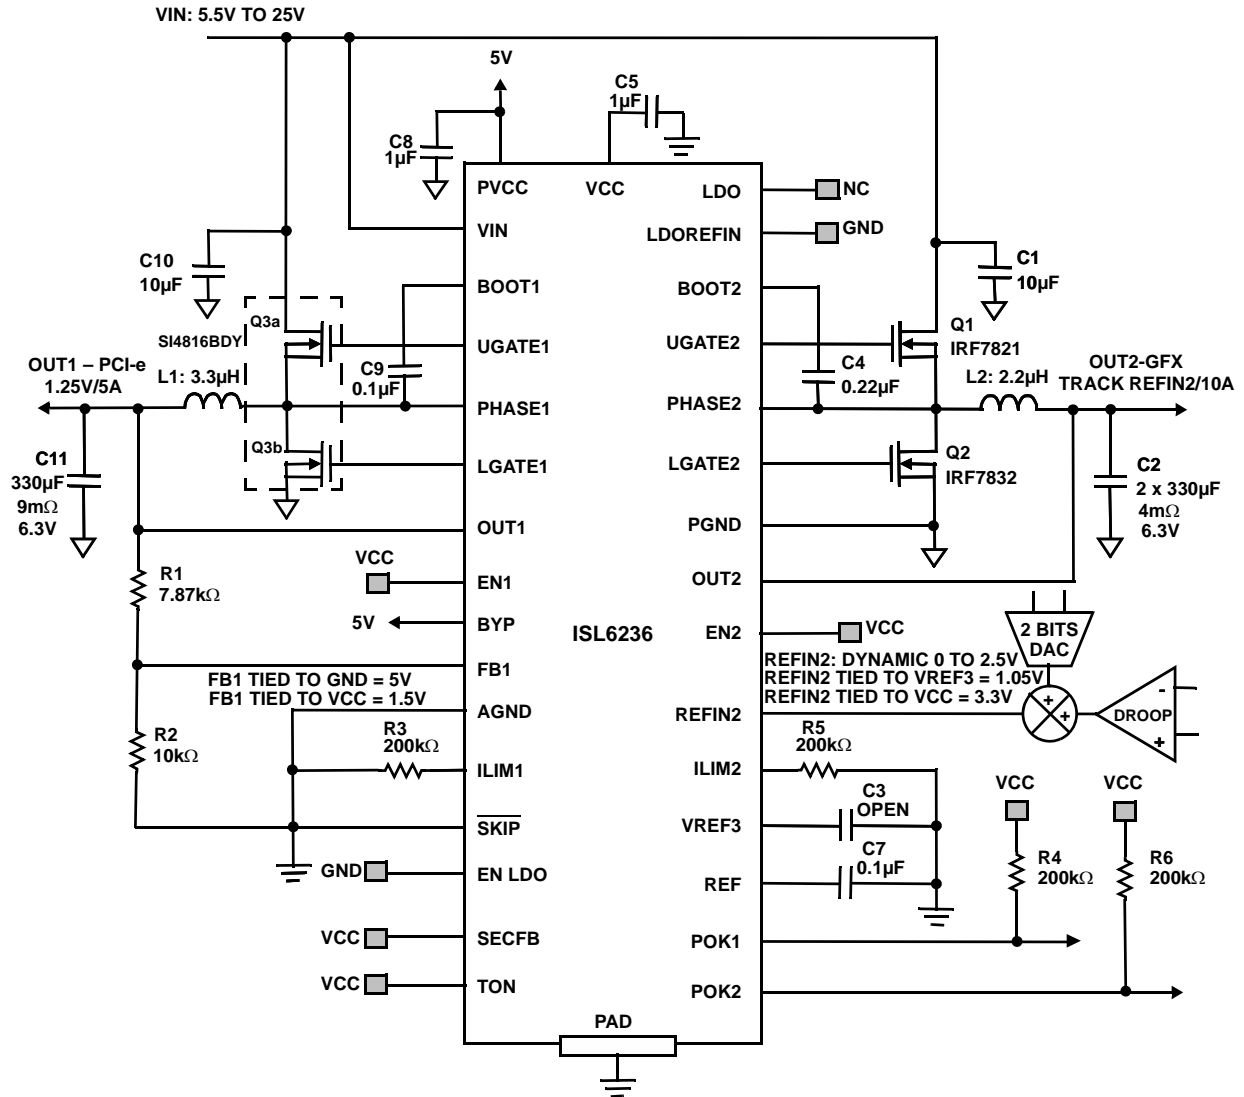 VIN: 5.5V TO 25V
5V
C5
1µF
C8
1µF
PVCC
VCC
LDO
NC
VIN
LDOREFIN
GND
C10
10µF
C1
10µF
BOOT1
BOOT2
Q3a
SI4816BDY
UGATE1
UGATE2
Q1
IRF7821
OUT1 – PCI-e
1.25V/5A
L1: 3.3µH
C9
0.1µF
C4
0.22µF
L2: 2.2µH
OUT2-GFX
TRACK REFIN2/10A
PHASE1
PHASE2
Q3b
LGATE1
LGATE2
Q2
IRF7832
C11
330µF
9mΩ
6.3V
C2
2 x 330µF
4mΩ
6.3V
OUT1
PGND
VCC
EN1
OUT2
R1
7.87kΩ
5V
BYP
ISL6236
EN2
VCC
2 BITS
DAC
FB1
FB1 TIED TO GND = 5V
FB1 TIED TO VCC = 1.5V
REFIN2: DYNAMIC 0 TO 2.5V
REFIN2 TIED TO VREF3 = 1.05V
REFIN2 TIED TO VCC = 3.3V
AGND
REFIN2
+
+
DROOP
-
+
R2
10kΩ
R3
200kΩ
R5
200kΩ
ILIM1
ILIM2
C3
OPEN
VCC
VCC
SKIP
VREF3
C7
0.1µF
R4
200kΩ
R6
200kΩ
GND
EN LDO
REF
VCC
SECFB
POK1
VCC
TON
POK2
PAD